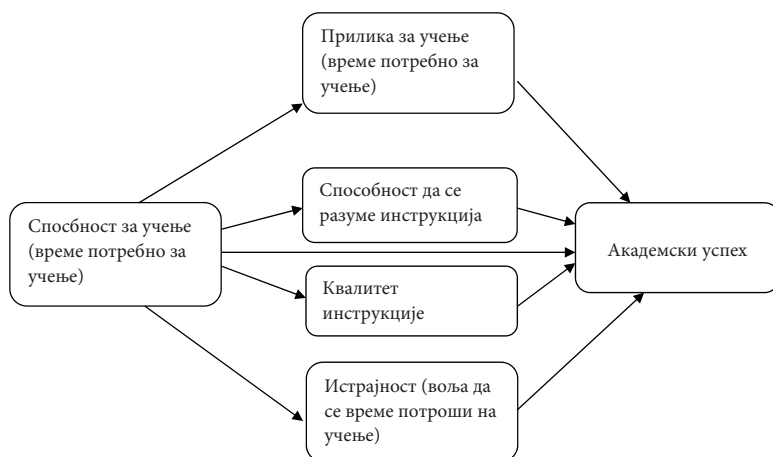 Прилика за учење
(време потребно за
учење)
Способност да се
разуме инструкција
Спосбност за учење
(време потребно за
учење)
Академски успех
Квалитет
инструкције
Истрајност (воља да
се време потроши на
учење)